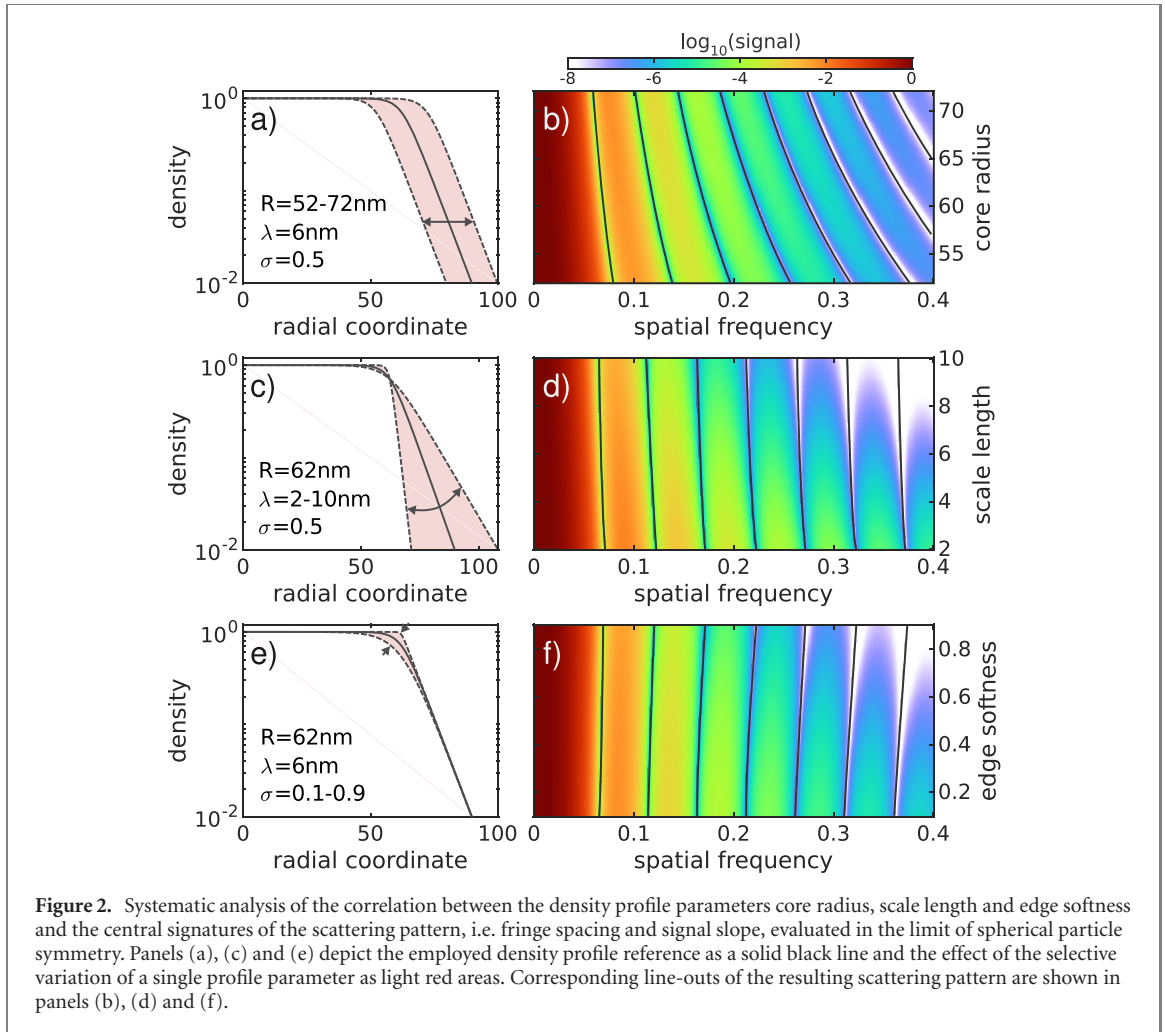 log10(signal)
-8 -6 -4 -2 0
a)
10^0
10^-2
density
R=52-72nm
λ=6nm
σ=0.5
0 50 100
radial coordinate
b)
70
65
60
55
core radius
0 0.1 0.2 0.3 0.4
spatial frequency
c)
10^0
10^-2
density
R=62nm
λ=2-10nm
σ=0.5
0 50 100
radial coordinate
d)
10
8
6
4
2
scale length
0 0.1 0.2 0.3 0.4
spatial frequency
e)
10^0
10^-2
density
R=62nm
λ=6nm
σ=0.1-0.9
0 50 100
radial coordinate
f)
0.8
0.6
0.4
0.2
edge softness
0 0.1 0.2 0.3 0.4
spatial frequency
Figure 2. Systematic analysis of the correlation between the density profile parameters core radius, scale length and edge softness
and the central signatures of the scattering pattern, i.e. fringe spacing and signal slope, evaluated in the limit of spherical particle
symmetry. Panels (a), (c) and (e) depict the employed density profile reference as a solid black line and the effect of the selective
variation of a single profile parameter as light red areas. Corresponding line-outs of the resulting scattering pattern are shown in
panels (b), (d) and (f).